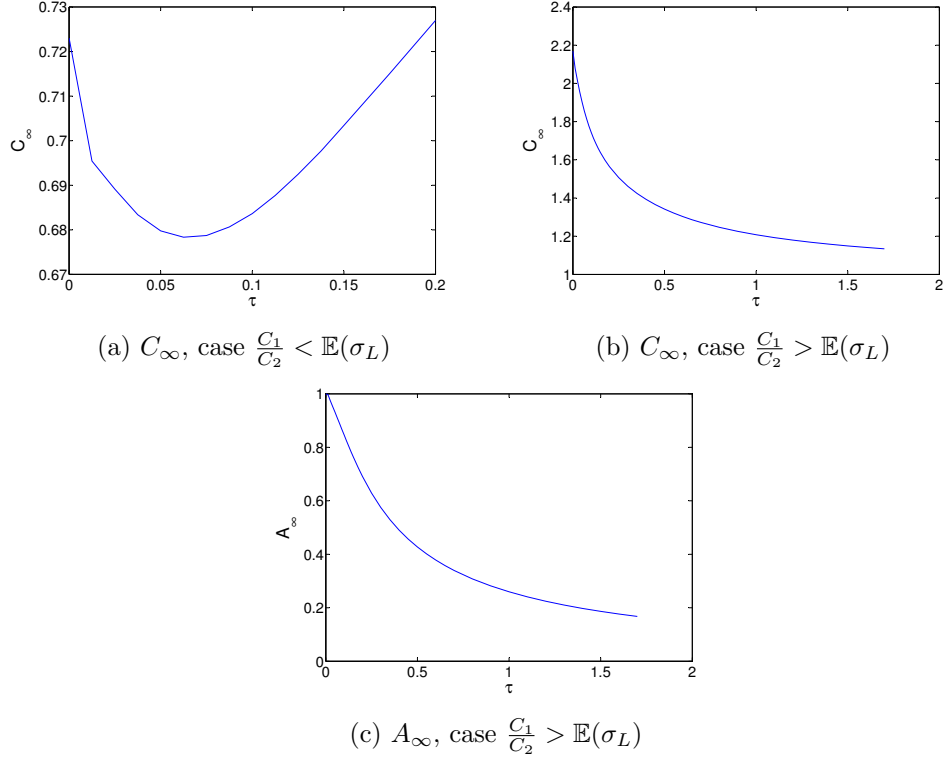 0.73
0.72
0.71
0.7
0.69
0.68
0.67
C∞
0 0.05 0.1 0.15 0.2
τ
(a) C∞, case C₁/C₂ < 𝔼(σ_L)
2.4
2.2
2
1.8
1.6
1.4
1.2
1
C∞
0 0.5 1 1.5 2
τ
(b) C∞, case C₁/C₂ > 𝔼(σ_L)
1
0.8
0.6
0.4
0.2
0
A∞
0 0.5 1 1.5 2
τ
(c) A∞, case C₁/C₂ > 𝔼(σ_L)